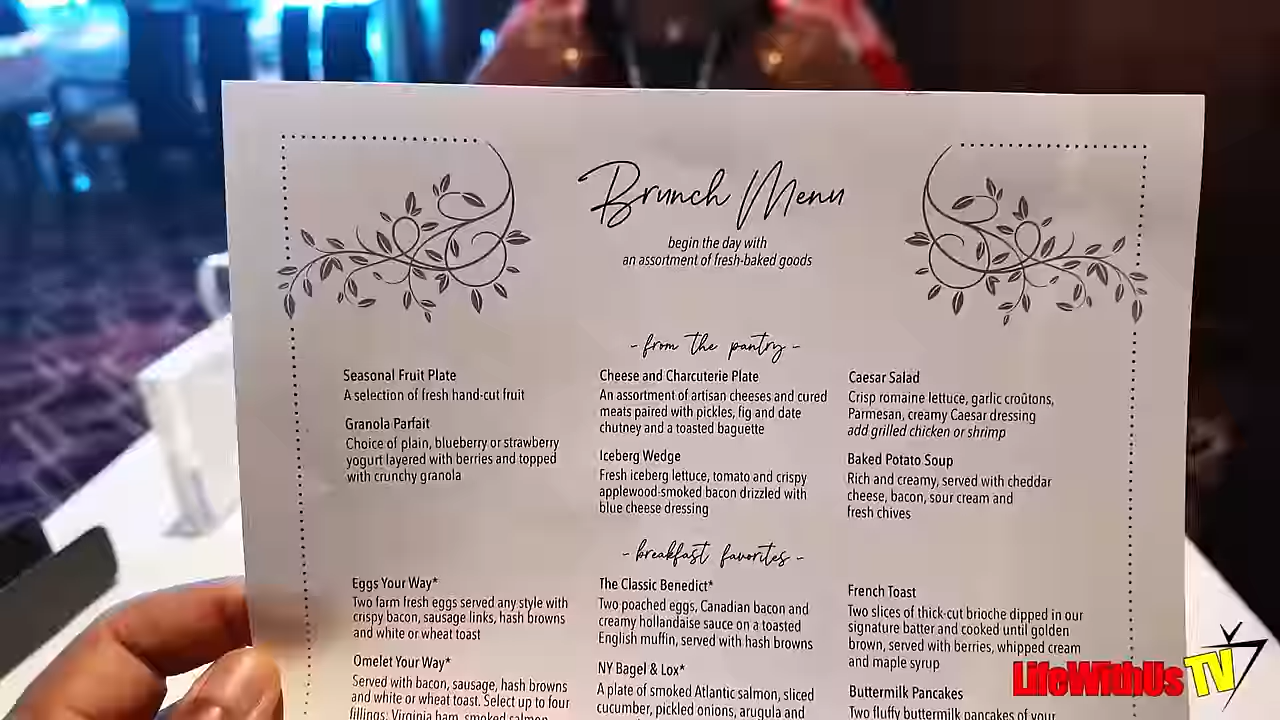 Brunch Menu
begin the day with
an assortment of fresh-baked goods
- from the pantry -
Seasonal Fruit Plate
A selection of fresh hand-cut fruit
Granola Parfait
Choice of plain, blueberry or strawberry
yogurt layered with berries and topped
with crunchy granola
Cheese and Charcuterie Plate
An assortment of artisan cheeses and cured
meats paired with pickles, fig and date
chutney and a toasted baguette
Iceberg Wedge
Fresh iceberg lettuce, tomato and crispy
applewood-smoked bacon drizzled with
blue cheese dressing
Caesar Salad
Crisp romaine lettuce, garlic croûtons,
Parmesan, creamy Caesar dressing
add grilled chicken or shrimp
Baked Potato Soup
Rich and creamy, served with cheddar
cheese, bacon, sour cream and
fresh chives
- breakfast favorites -
Eggs Your Way*
Two farm fresh eggs served any style with
crispy bacon, sausage links, hash browns
and white or wheat toast
Omelet Your Way*
Served with bacon, sausage, hash browns
and white or wheat toast. Select up to four
fillings: Virginia ham, smoked salmon
The Classic Benedict*
Two poached eggs, Canadian bacon and
creamy hollandaise sauce on a toasted
English muffin, served with hash browns
NY Bagel & Lox*
A plate of smoked Atlantic salmon, sliced
cucumber, pickled onions, arugula and
French Toast
Two slices of thick-cut brioche dipped in our
signature batter and cooked until golden
brown, served with berries, whipped cream
and maple syrup
Buttermilk Pancakes
Two fluffy buttermilk pancakes of your
LifeWithUs TV